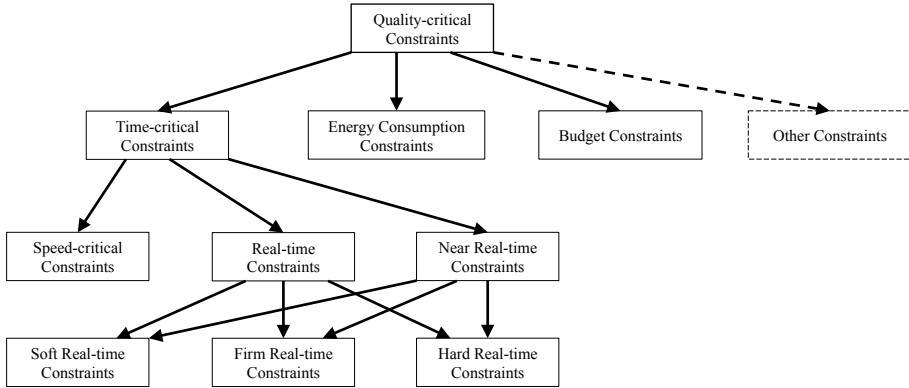 Quality-critical
Constraints
Time-critical
Constraints
Energy Consumption
Constraints
Budget Constraints
Other Constraints
Speed-critical
Constraints
Real-time
Constraints
Near Real-time
Constraints
Soft Real-time
Constraints
Firm Real-time
Constraints
Hard Real-time
Constraints